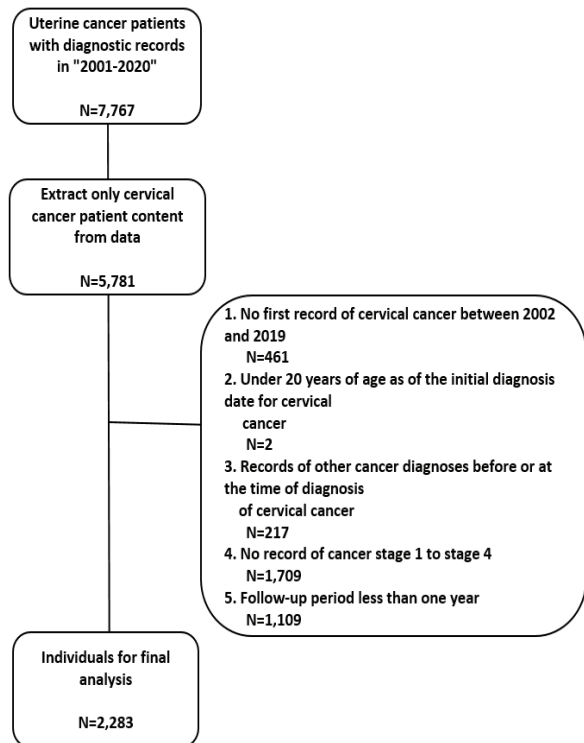 Uterine cancer patients
with diagnostic records
in "2001-2020"
N=7,767
Extract only cervical
cancer patient content
from data
N=5,781
1. No first record of cervical cancer between 2002
and 2019
N=461
2. Under 20 years of age as of the initial diagnosis
date for cervical
cancer
N=2
3. Records of other cancer diagnoses before or at
the time of diagnosis
of cervical cancer
N=217
4. No record of cancer stage 1 to stage 4
N=1,709
5. Follow-up period less than one year
N=1,109
Individuals for final
analysis
N=2,283